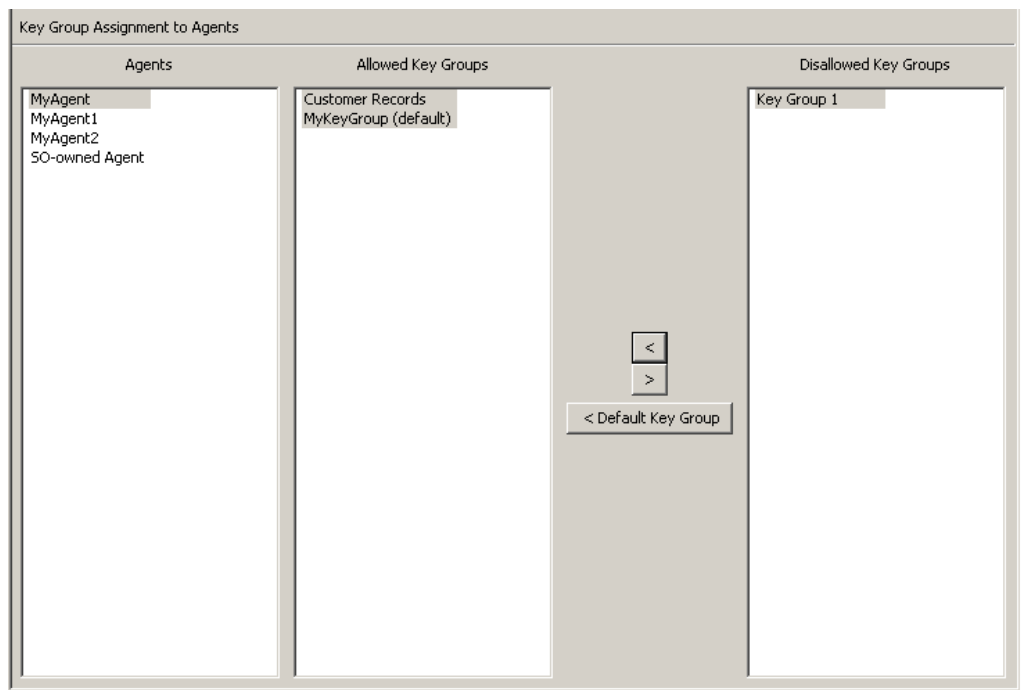 Key Group Assignment to Agents
Agents
Allowed Key Groups
Disallowed Key Groups
MyAgent
MyAgent1
MyAgent2
SO-owned Agent
Customer Records
MyKeyGroup (default)
<
>
< Default Key Group
Key Group 1